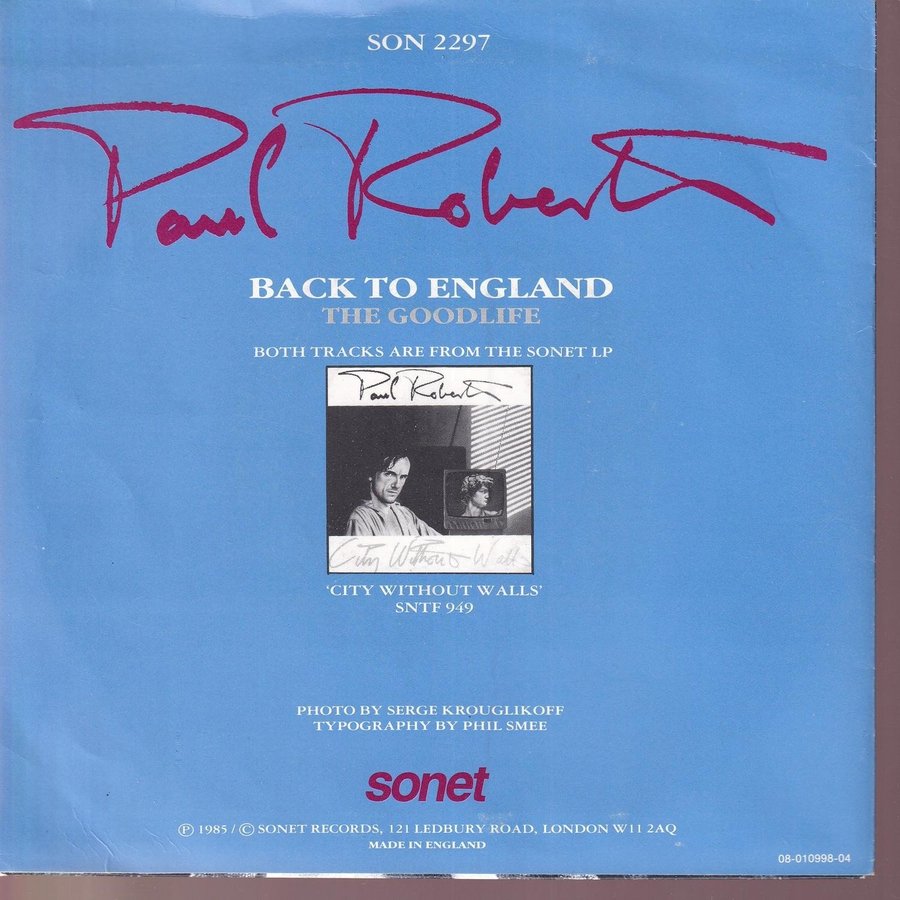 SON 2297
Paul Roberts
BACK TO ENGLAND
THE GOODLIFE
BOTH TRACKS ARE FROM THE SONET LP
Paul Roberts
City Without Walls
'CITY WITHOUT WALLS'
SNTF 949
PHOTO BY SERGE KROUGLIKOFF
TYPOGRAPHY BY PHIL SMEE
sonet
Ⓟ 1985 / © SONET RECORDS, 121 LEDBURY ROAD, LONDON W11 2AQ
MADE IN ENGLAND
08-010998-04